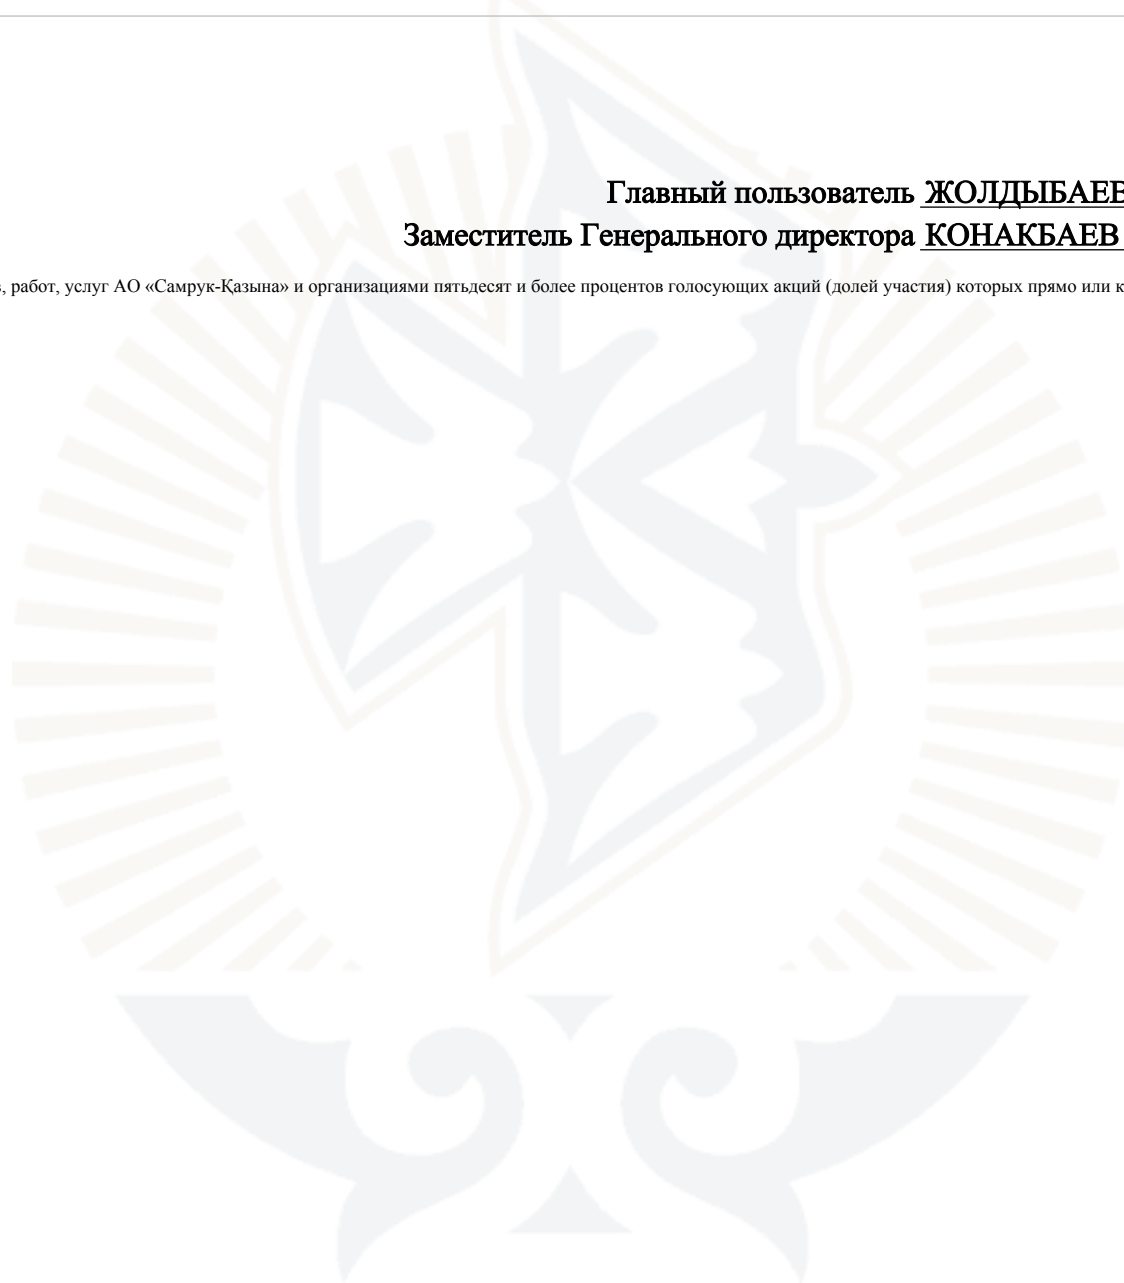 Главный пользователь ЖОЛДЫБАЕВ
Заместитель Генерального директора КОНАКБАЕВ
, работ, услуг АО «Самрук-Қазына» и организациями пятьдесят и более процентов голосующих акций (долей участия) которых прямо или к